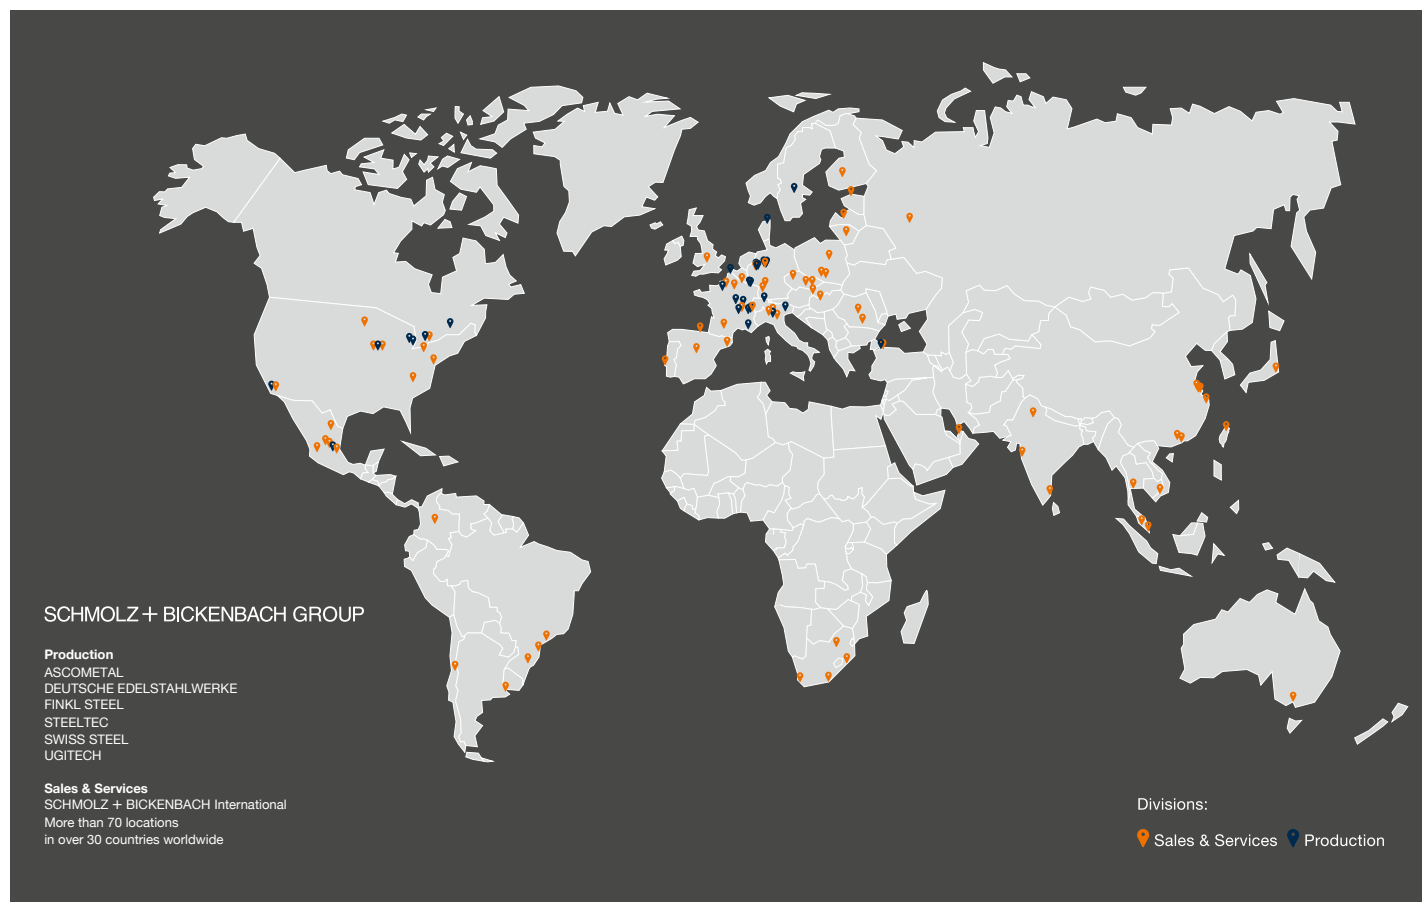 SCHMOLZ + BICKENBACH GROUP
Production
ASCOMETAL
DEUTSCHE EDELSTAHLWERKE
FINKL STEEL
STEELTEC
SWISS STEEL
UGITECH
Sales & Services
SCHMOLZ + BICKENBACH International
More than 70 locations
in over 30 countries worldwide
Divisions:
Sales & Services Production